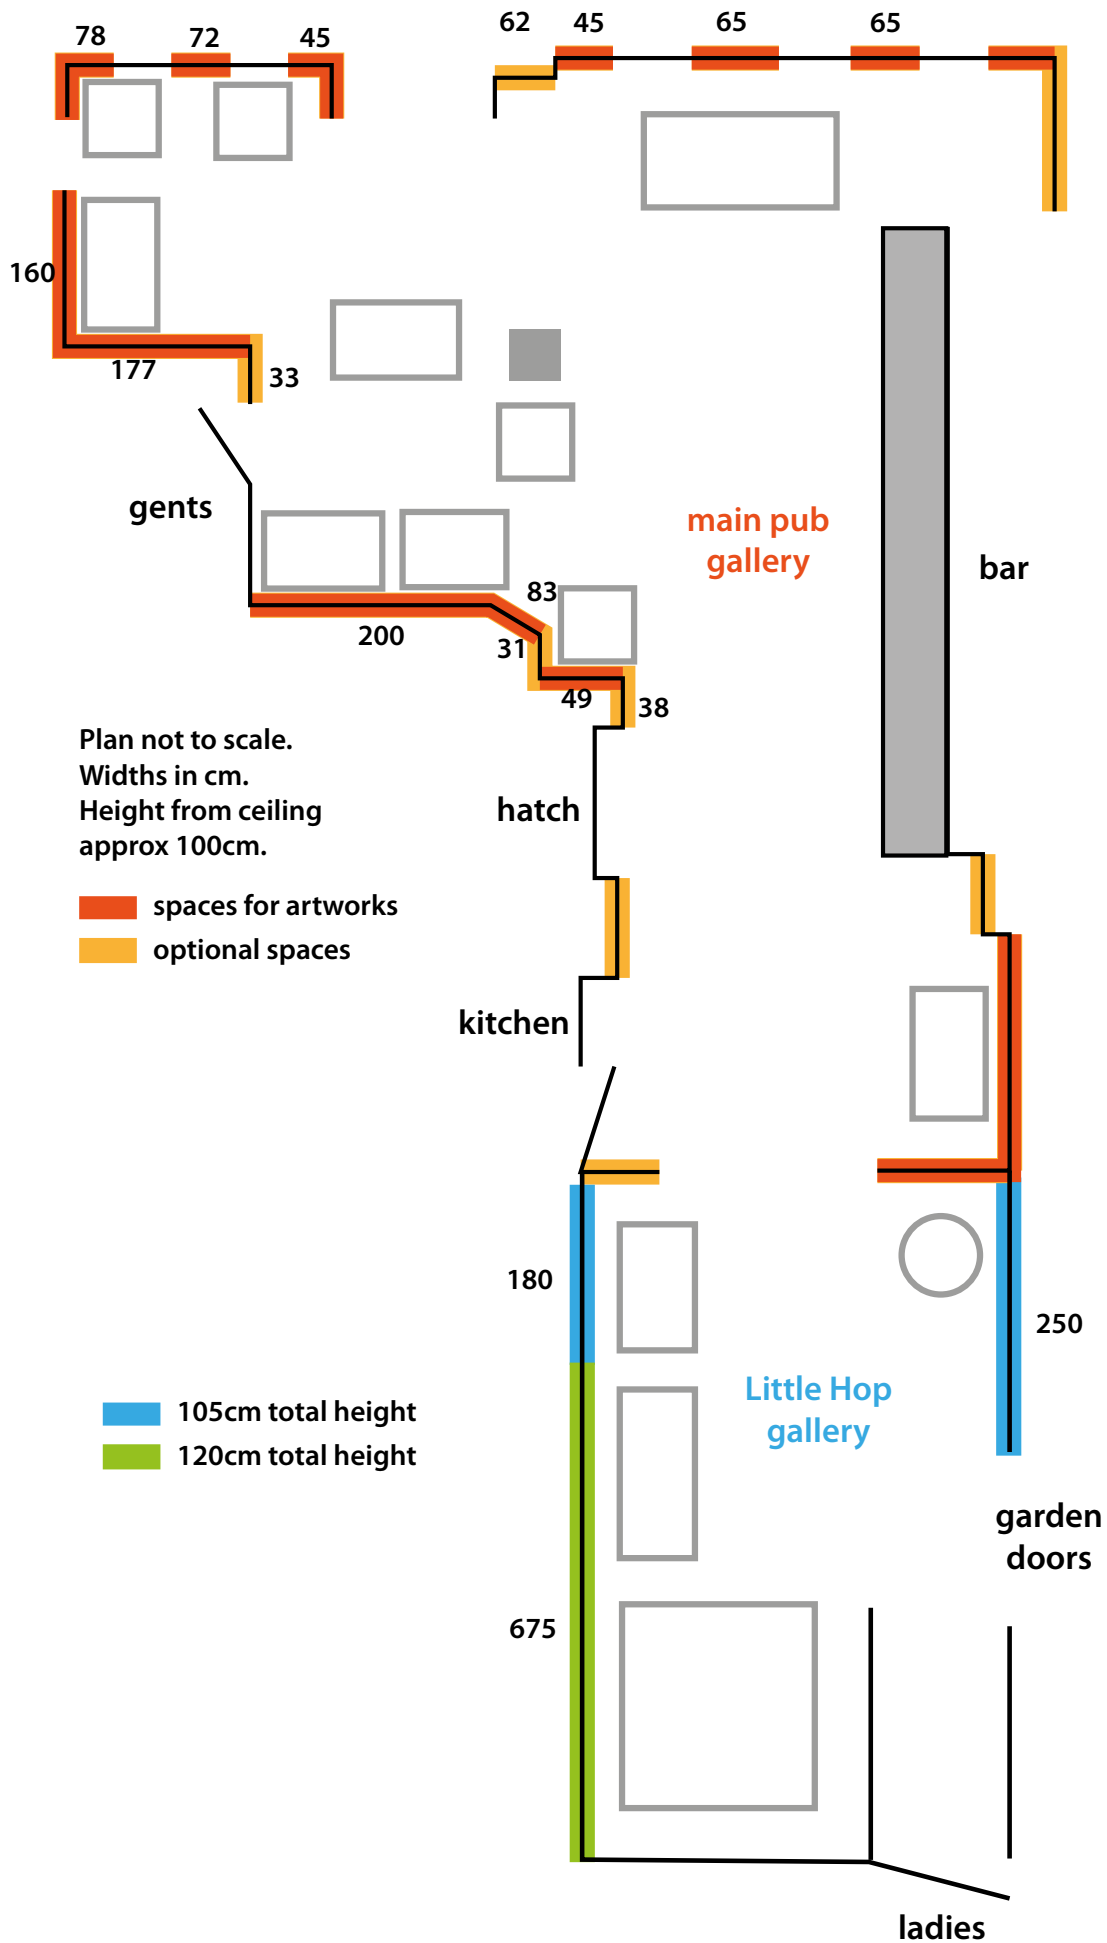 78
72
45
62
45
65
65
160
177
33
gents
main pub
gallery
bar
83
200
31
49
38
Plan not to scale.
Widths in cm.
Height from ceiling
approx 100cm.
hatch
spaces for artworks
optional spaces
kitchen
180
250
Little Hop
gallery
105cm total height
120cm total height
garden
doors
675
ladies